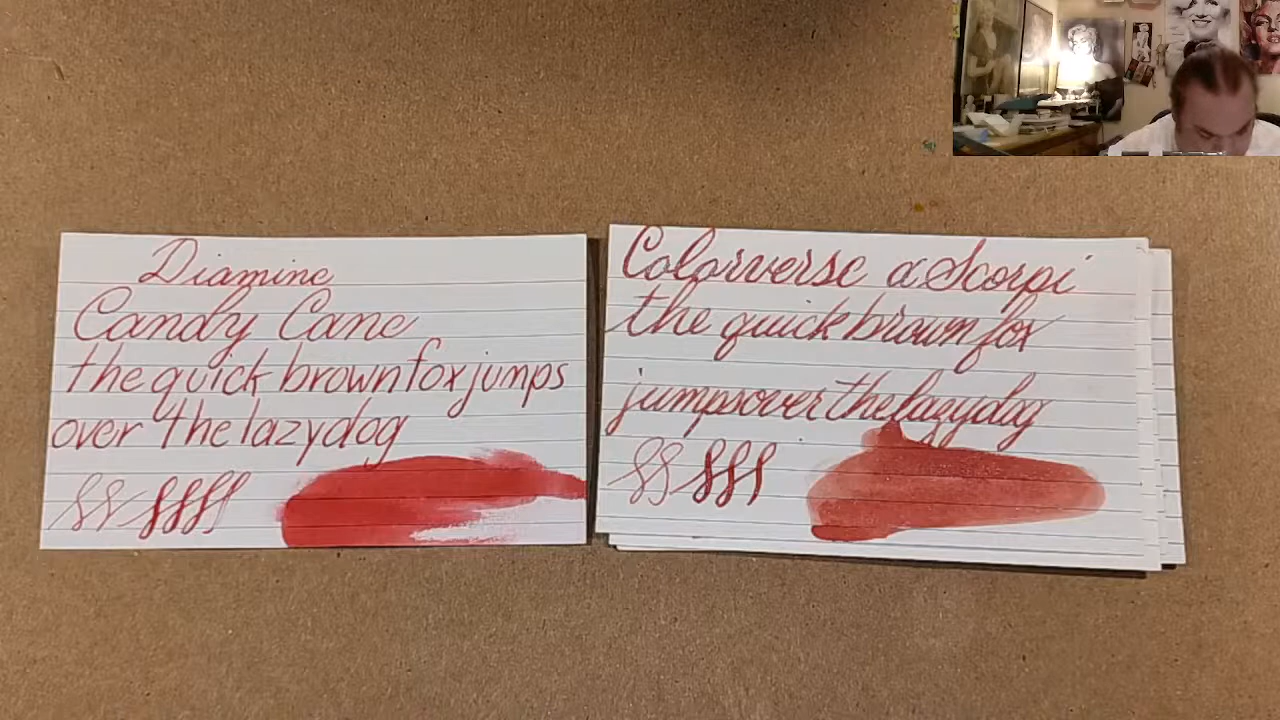 Diamine
Candy Cane
the quick brown fox jumps
over the lazy dog
Colorverse α Scorpi
the quick brown fox
jumps over the lazy dog